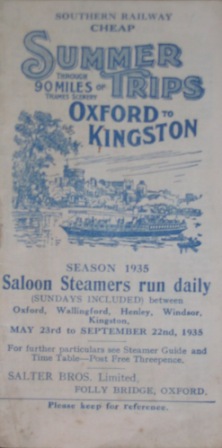 SOUTHERN RAILWAY
CHEAP
SUMMER
THROUGH
90 MILES OF
THAMES SCENERY
TRIPS
OXFORD TO
KINGSTON
SEASON 1935
Saloon Steamers run daily
(SUNDAYS INCLUDED) between
Oxford, Wallingford, Henley, Windsor,
Kingston,
MAY 23rd to SEPTEMBER 22nd, 1935
For further particulars see Steamer Guide and
Time Table—Post Free Threepence.
SALTER BROS. Limited,
FOLLY BRIDGE, OXFORD.
Please keep for reference.